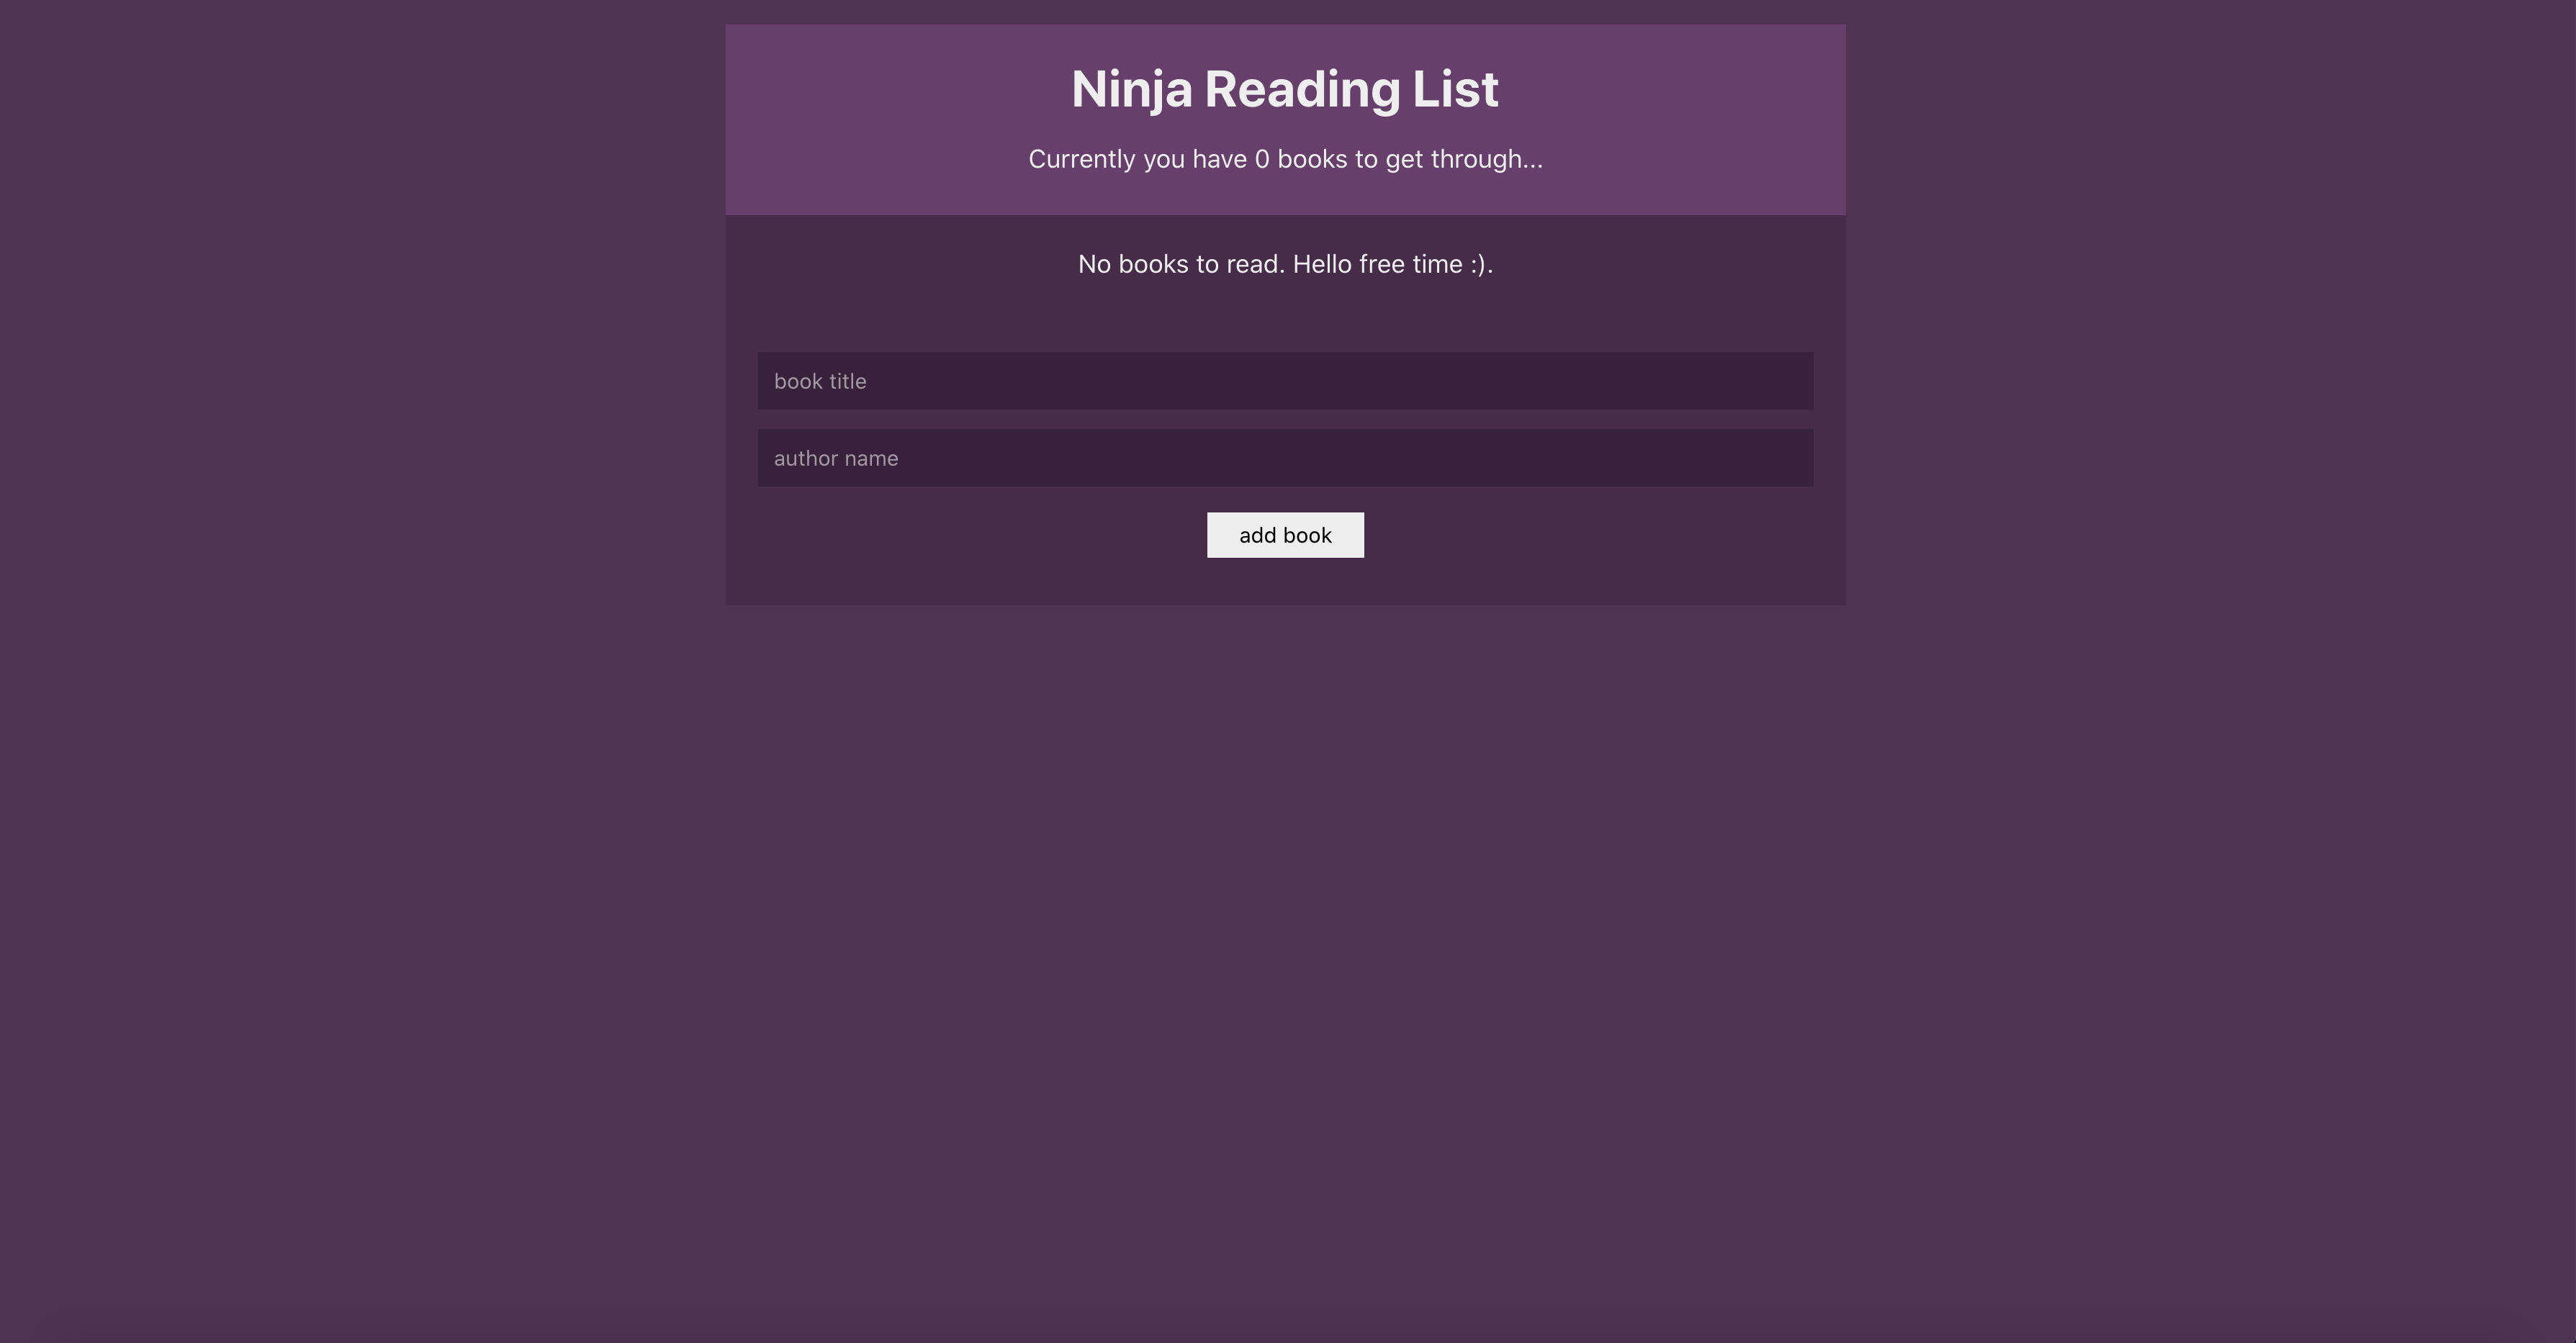 Ninja Reading List
Currently you have 0 books to get through...
No books to read. Hello free time :).
book title
author name
add book